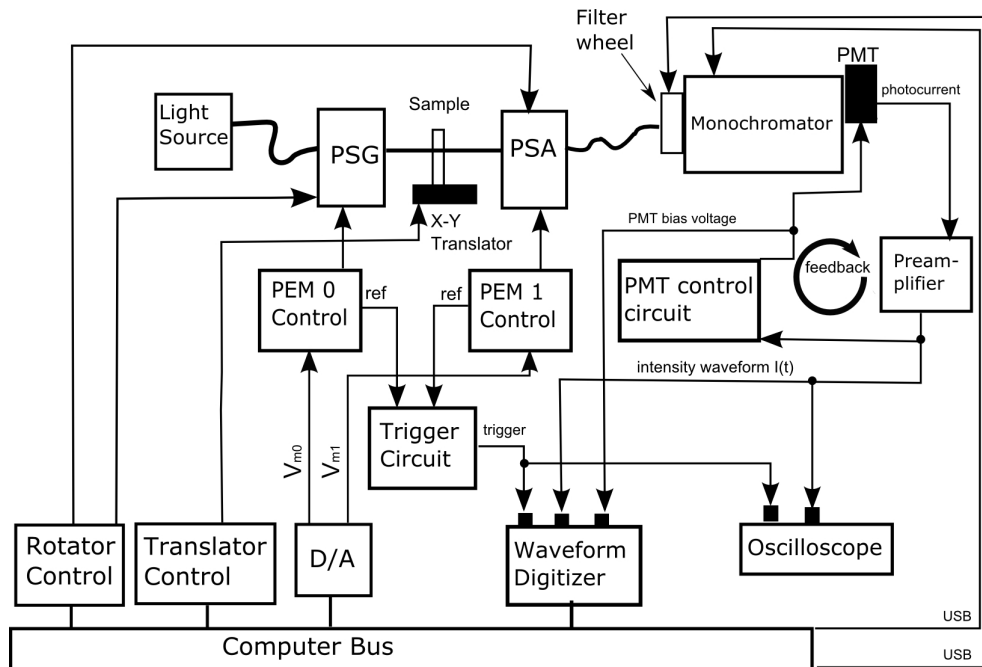 Filter
wheel
PMT
photocurrent
Light
Source
Sample
PSG
PSA
Monochromator
X-Y
Translator
PMT bias voltage
PEM 0
Control
ref
ref
PEM 1
Control
PMT control
circuit
feedback
Pream-
plifier
intensity waveform I(t)
Trigger
Circuit
trigger
Vm0
Vm1
Rotator
Control
Translator
Control
D/A
Waveform
Digitizer
Oscilloscope
USB
Computer Bus
USB